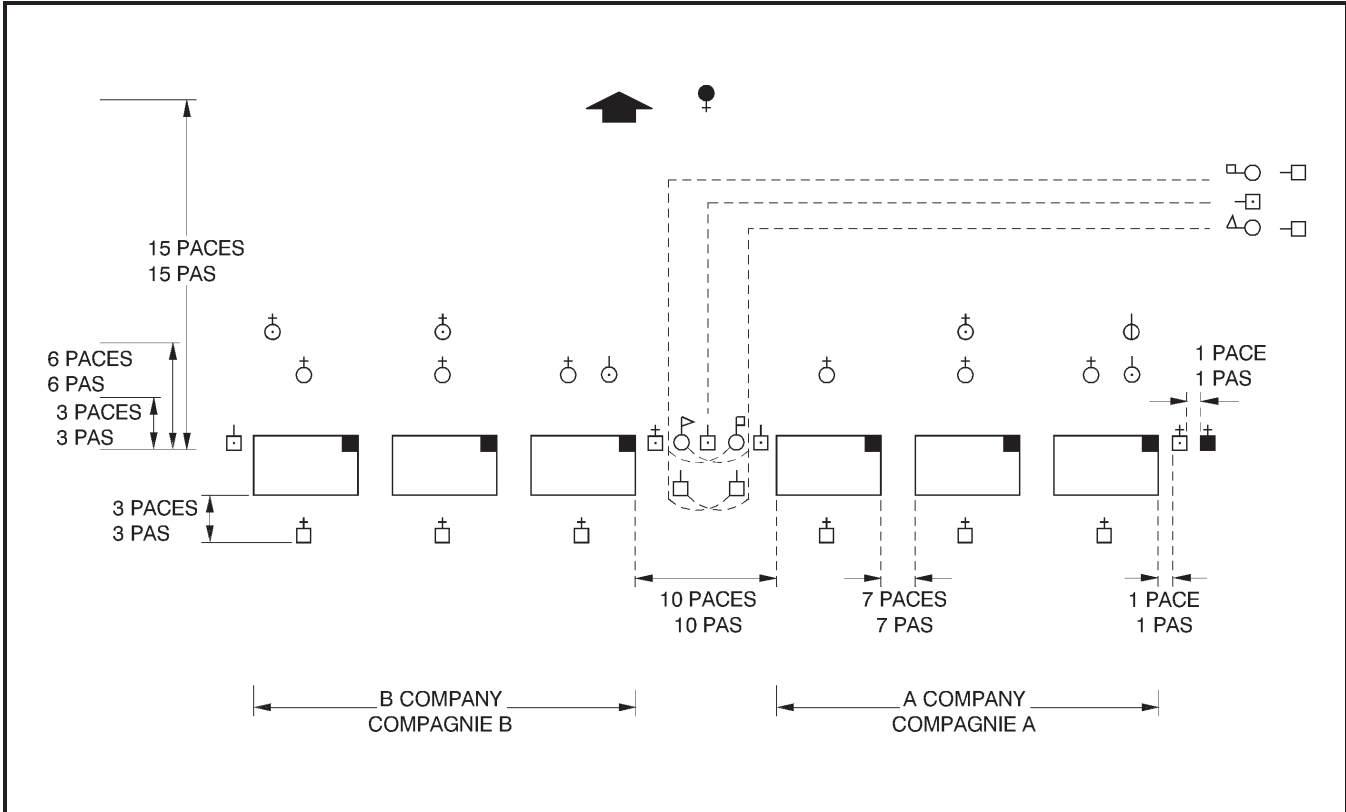 15 PACES
15 PAS
6 PACES
6 PAS
3 PACES
3 PAS
1 PACE
1 PAS
3 PACES
3 PAS
10 PACES
10 PAS
7 PACES
7 PAS
1 PACE
1 PAS
B COMPANY
COMPAGNIE B
A COMPANY
COMPAGNIE A